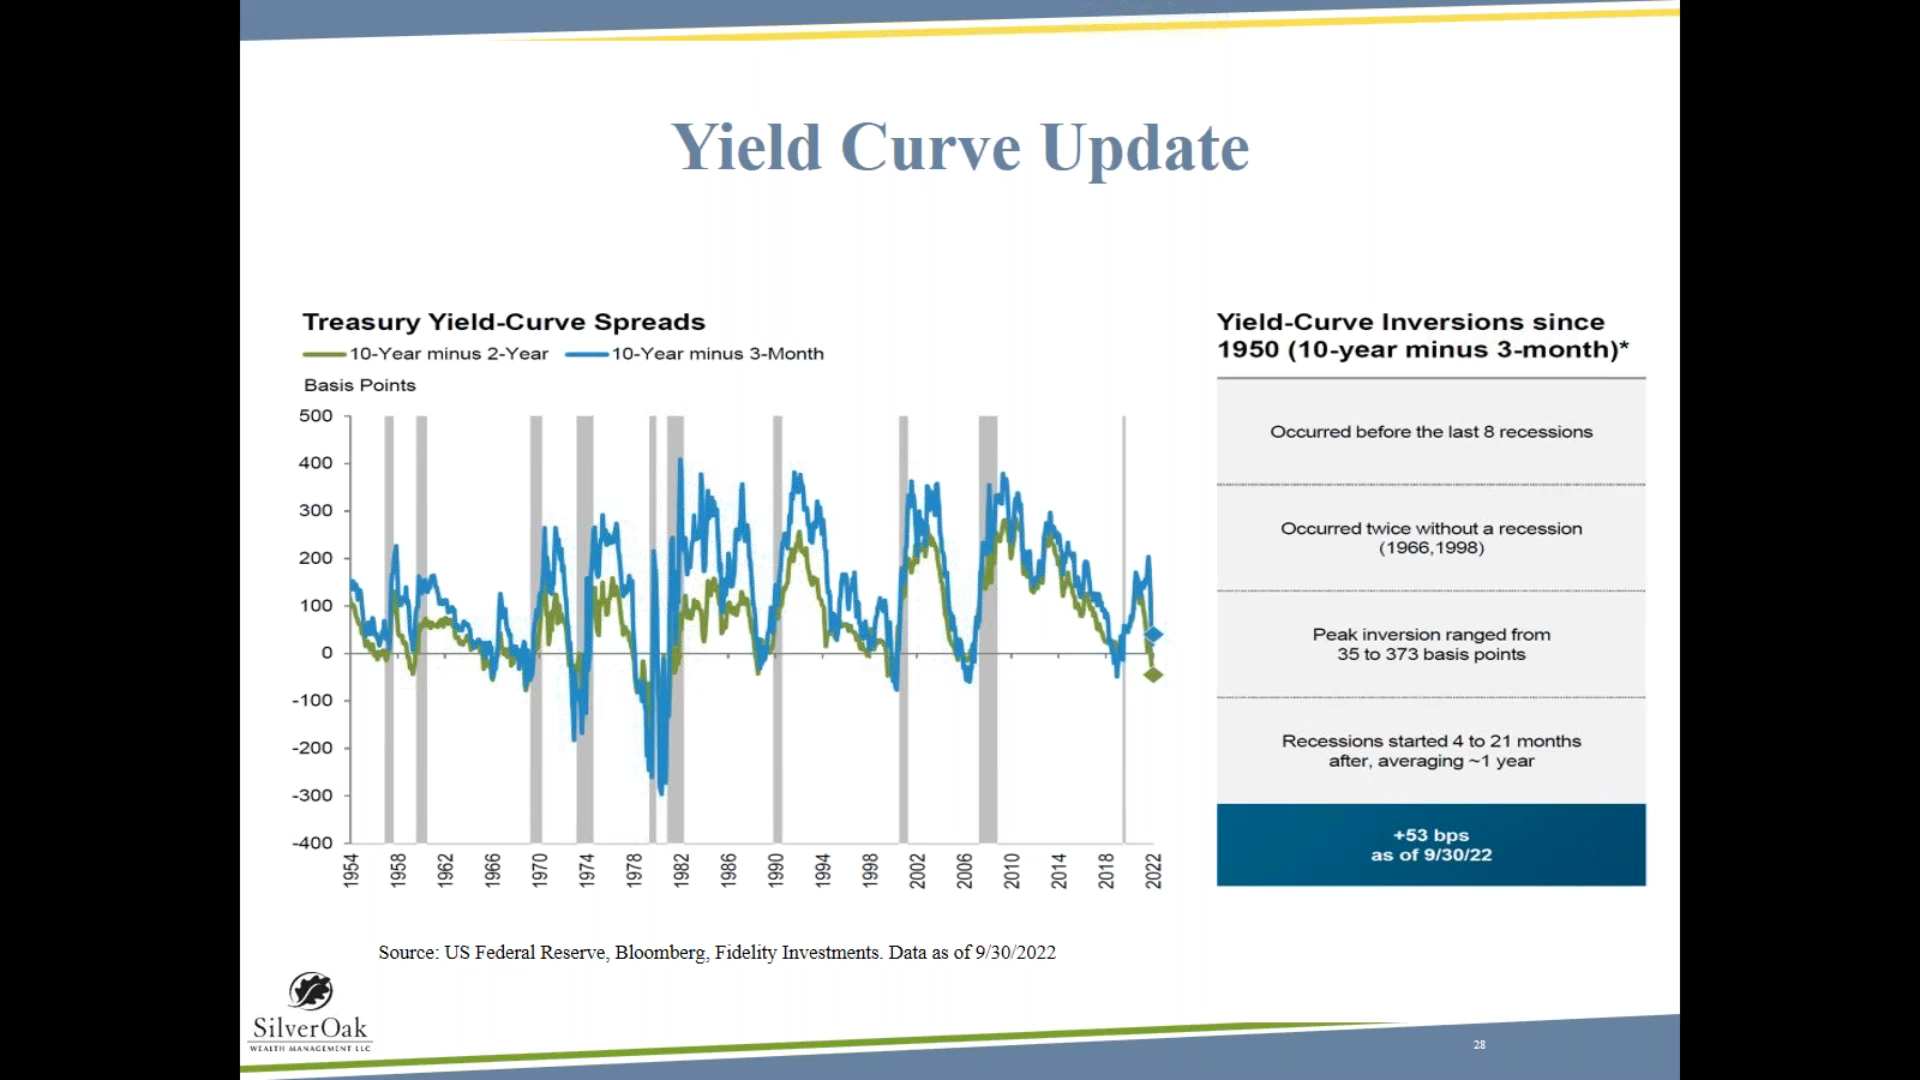 Yield Curve Update
Treasury Yield-Curve Spreads
10-Year minus 2-Year 10-Year minus 3-Month
Basis Points
500
400
300
200
100
0
-100
-200
-300
-400
1954 1958 1962 1966 1970 1974 1978 1982 1986 1990 1994 1998 2002 2006 2010 2014 2018 2022
Yield-Curve Inversions since
1950 (10-year minus 3-month)*
Occurred before the last 8 recessions
Occurred twice without a recession
(1966,1998)
Peak inversion ranged from
35 to 373 basis points
Recessions started 4 to 21 months
after, averaging ~1 year
+53 bps
as of 9/30/22
Source: US Federal Reserve, Bloomberg, Fidelity Investments. Data as of 9/30/2022
SilverOak
WEALTH MANAGEMENT LLC
28